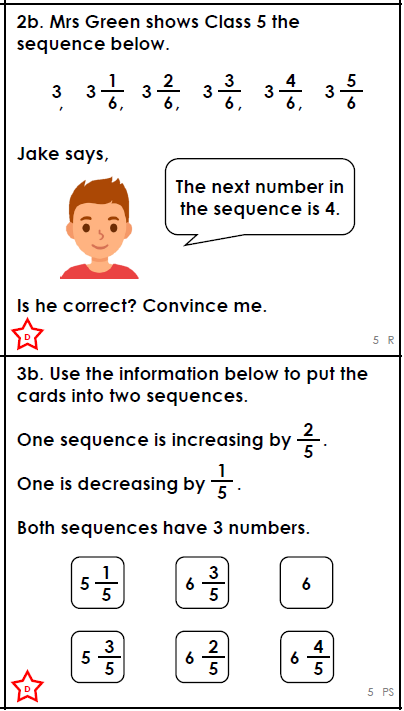 2b. Mrs Green shows Class 5 the
sequence below.
3, 3 1/6, 3 2/6, 3 3/6, 3 4/6, 3 5/6
Jake says,
The next number in
the sequence is 4.
Is he correct? Convince me.
D
5 R
3b. Use the information below to put the
cards into two sequences.
One sequence is increasing by 2/5.
One is decreasing by 1/5.
Both sequences have 3 numbers.
5 1/5 6 3/5 6
5 3/5 6 2/5 6 4/5
D
5 PS